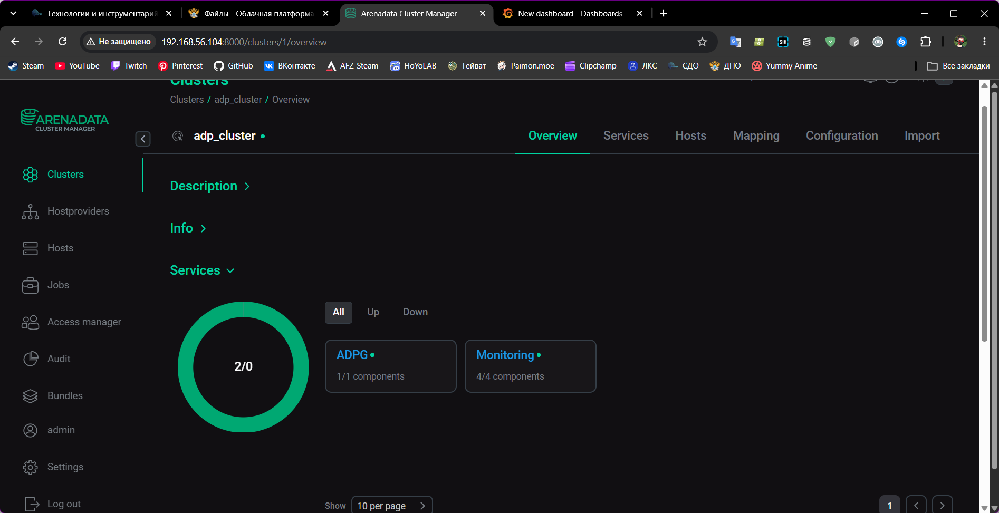 Технологии и инструментарий
Файлы - Облачная платформа
Arenadata Cluster Manager
New dashboard - Dashboards -
Не защищено
192.168.56.104:8000/clusters/1/overview
Steam
YouTube
Twitch
Pinterest
GitHub
ВКонтакте
AFZ-Steam
HoYoLAB
Тейват
Paimon.moe
Clipchamp
ЛКС
СДО
ДПО
Yummy Anime
Все закладки
ARENADATA
CLUSTER MANAGER
Clusters
Hostproviders
Hosts
Jobs
Access manager
Audit
Bundles
admin
Settings
Log out
Clusters
Clusters / adp_cluster / Overview
adp_cluster
Overview
Services
Hosts
Mapping
Configuration
Import
Description
Info
Services
2/0
All
Up
Down
ADPG
1/1 components
Monitoring
4/4 components
Show
10 per page
1